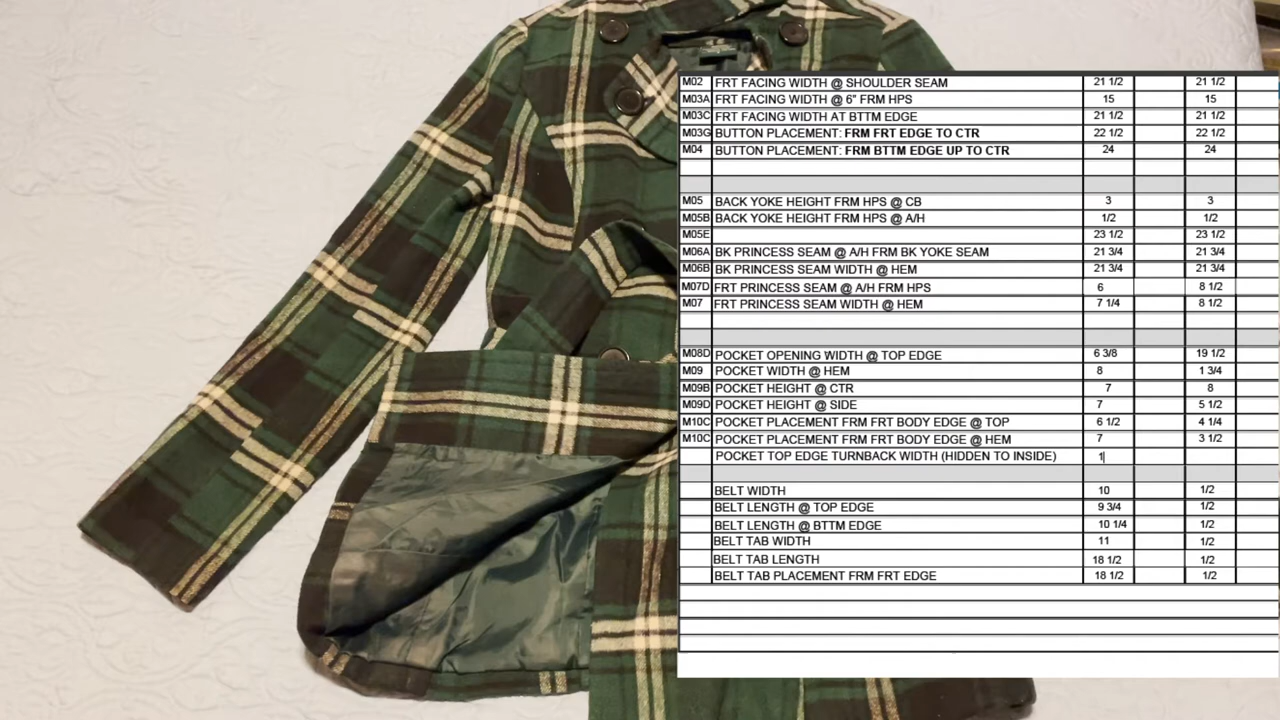 M02 FRT FACING WIDTH @ SHOULDER SEAM 21 1/2 21 1/2
M03A FRT FACING WIDTH @ 6" FRM HPS 15 15
M03C FRT FACING WIDTH AT BTTM EDGE 21 1/2 21 1/2
M03G BUTTON PLACEMENT: FRM FRT EDGE TO CTR 22 1/2 22 1/2
M04 BUTTON PLACEMENT: FRM BTTM EDGE UP TO CTR 24 24
M05 BACK YOKE HEIGHT FRM HPS @ CB 3 3
M05B BACK YOKE HEIGHT FRM HPS @ A/H 1/2 1/2
M05E 23 1/2 23 1/2
M06A BK PRINCESS SEAM @ A/H FRM BK YOKE SEAM 21 3/4 21 3/4
M06B BK PRINCESS SEAM WIDTH @ HEM 21 3/4 21 3/4
M07D FRT PRINCESS SEAM @ A/H FRM HPS 6 8 1/2
M07 FRT PRINCESS SEAM WIDTH @ HEM 7 1/4 8 1/2
M08D POCKET OPENING WIDTH @ TOP EDGE 6 3/8 19 1/2
M09 POCKET WIDTH @ HEM 8 1 3/4
M09B POCKET HEIGHT @ CTR 7 8
M09D POCKET HEIGHT @ SIDE 7 5 1/2
M10C POCKET PLACEMENT FRM FRT BODY EDGE @ TOP 6 1/2 4 1/4
M10C POCKET PLACEMENT FRM FRT BODY EDGE @ HEM 7 3 1/2
POCKET TOP EDGE TURNBACK WIDTH (HIDDEN TO INSIDE) 1
BELT WIDTH 10 1/2
BELT LENGTH @ TOP EDGE 9 3/4 1/2
BELT LENGTH @ BTTM EDGE 10 1/4 1/2
BELT TAB WIDTH 11 1/2
BELT TAB LENGTH 18 1/2 1/2
BELT TAB PLACEMENT FRM FRT EDGE 18 1/2 1/2